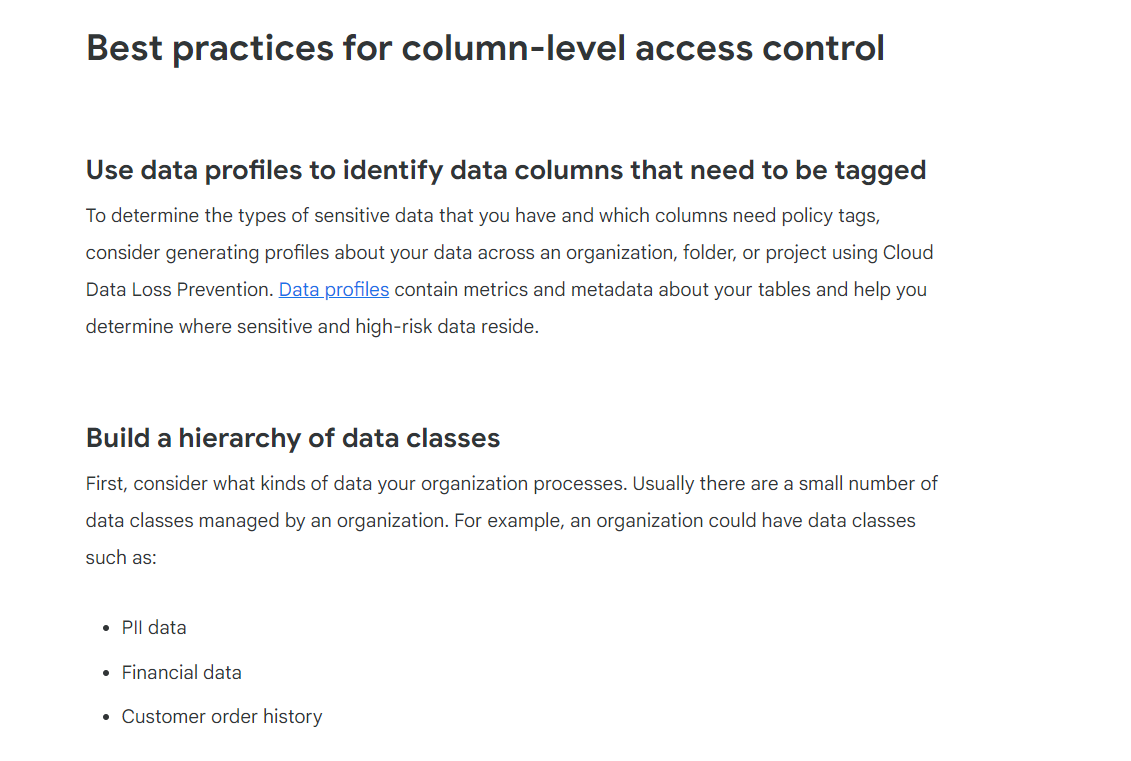 Best practices for column-level access control
Use data profiles to identify data columns that need to be tagged
To determine the types of sensitive data that you have and which columns need policy tags,
consider generating profiles about your data across an organization, folder, or project using Cloud
Data Loss Prevention. Data profiles contain metrics and metadata about your tables and help you
determine where sensitive and high-risk data reside.
Build a hierarchy of data classes
First, consider what kinds of data your organization processes. Usually there are a small number of
data classes managed by an organization. For example, an organization could have data classes
such as:
• PII data
• Financial data
• Customer order history